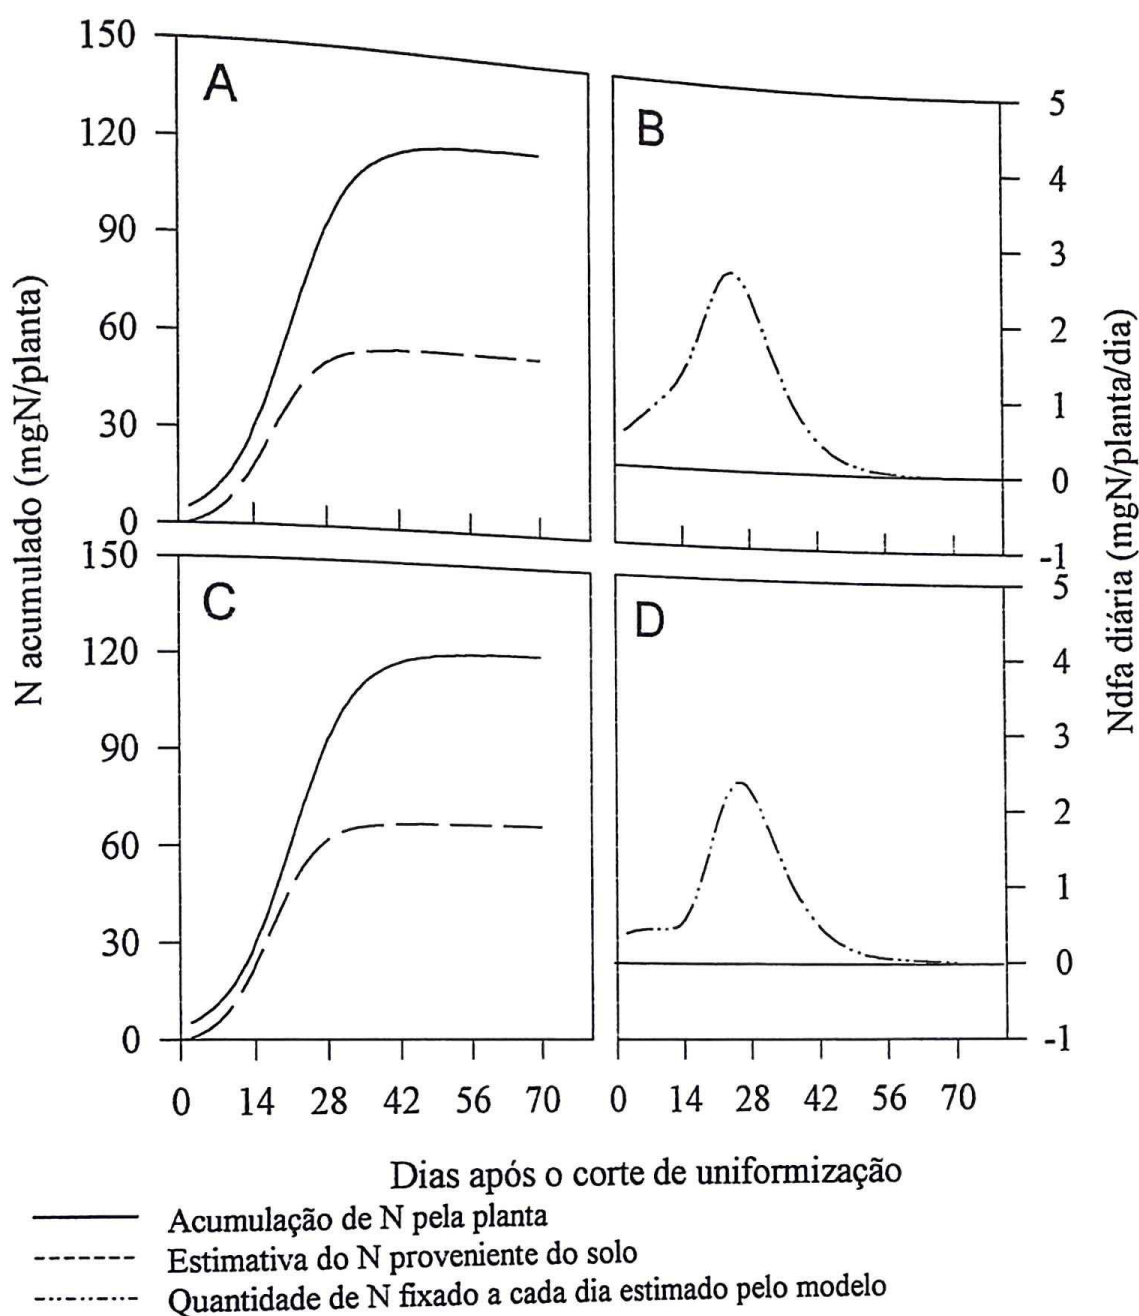 150
120
90
60
30
0
A
B
5
4
3
2
1
0
-1
150
120
90
60
30
0
C
D
5
4
3
2
1
0
-1
N acumulado (mgN/planta)
Ndfa diária (mgN/planta/dia)
0 14 28 42 56 70
0 14 28 42 56 70
Dias após o corte de uniformização
Acumulação de N pela planta
Estimativa do N proveniente do solo
Quantidade de N fixado a cada dia estimado pelo modelo